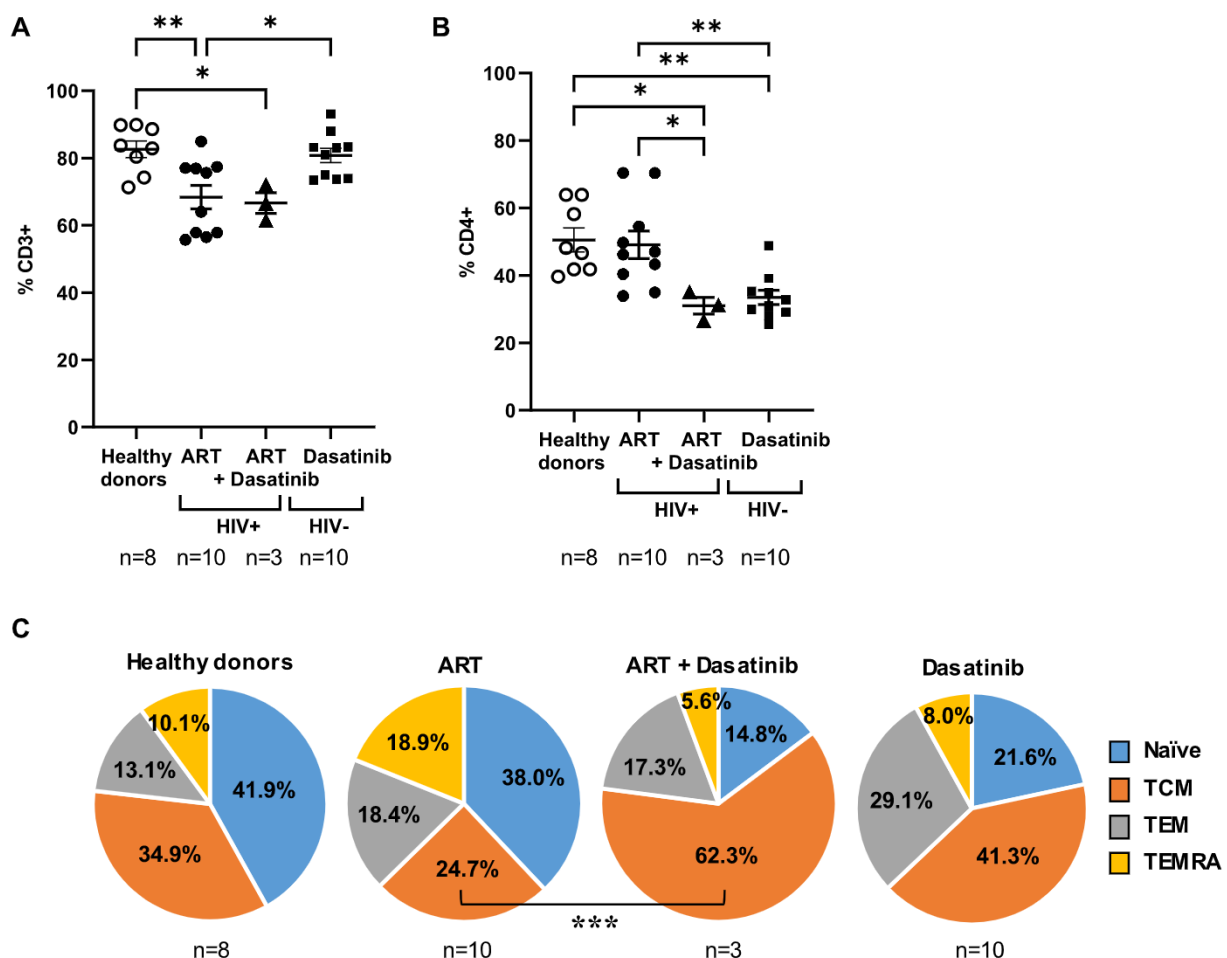 A
** *
*
% CD3+
100
80
60
40
20
0
Healthy donors
ART
ART + Dasatinib
Dasatinib
HIV+
HIV-
n=8 n=10 n=3 n=10
B
**
**
*
*
% CD4+
100
80
60
40
20
0
Healthy donors
ART
ART + Dasatinib
Dasatinib
HIV+
HIV-
n=8 n=10 n=3 n=10
C
Healthy donors
10.1%
13.1%
41.9%
34.9%
n=8
ART
18.9%
38.0%
18.4%
24.7%
n=10
***
ART + Dasatinib
5.6%
14.8%
17.3%
62.3%
n=3
Dasatinib
8.0%
21.6%
29.1%
41.3%
n=10
Naïve
TCM
TEM
TEMRA